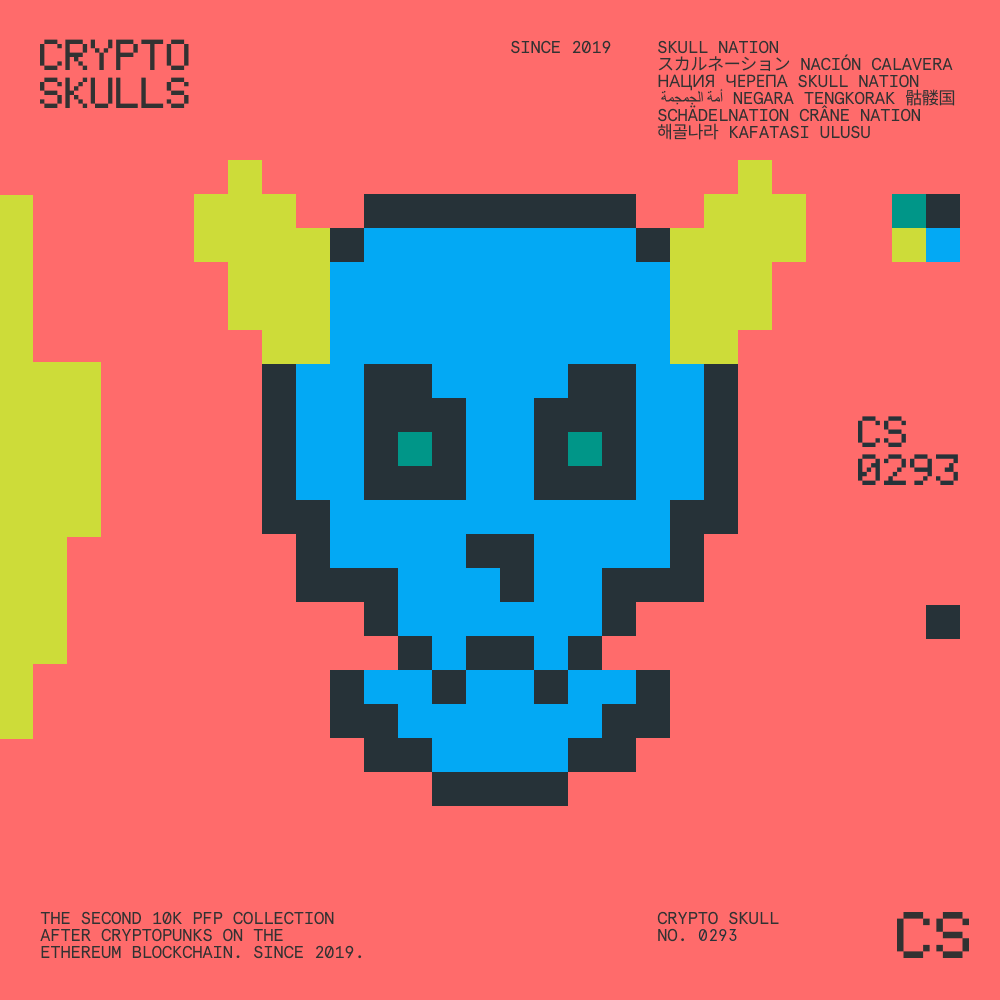 CRYPTO
SKULLS
SINCE 2019
SKULL NATION
スカルネーション NACIÓN CALAVERA
НАЦИЯ ЧЕРЕПА SKULL NATION
أمة الجمجمة NEGARA TENGKORAK 骷髅国
SCHÄDELNATION CRÂNE NATION
해골나라 KAFATASI ULUSU
CS
0293
THE SECOND 10K PFP COLLECTION
AFTER CRYPTOPUNKS ON THE
ETHEREUM BLOCKCHAIN. SINCE 2019.
CRYPTO SKULL
NO. 0293
CS